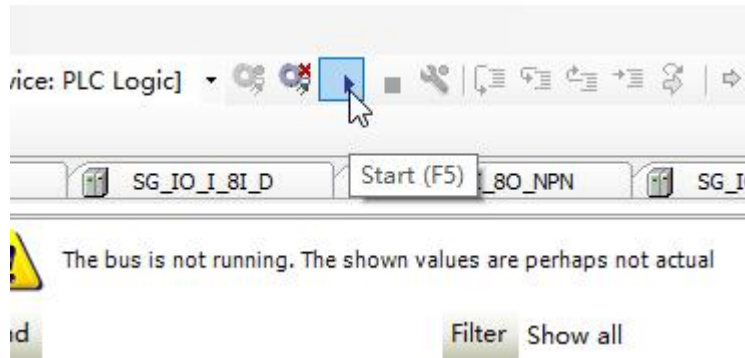 vice: PLC Logic]
SG_IO_I_8I_D
Start (F5)
_8O_NPN
SG_I
The bus is not running. The shown values are perhaps not actual
nd
Filter Show all